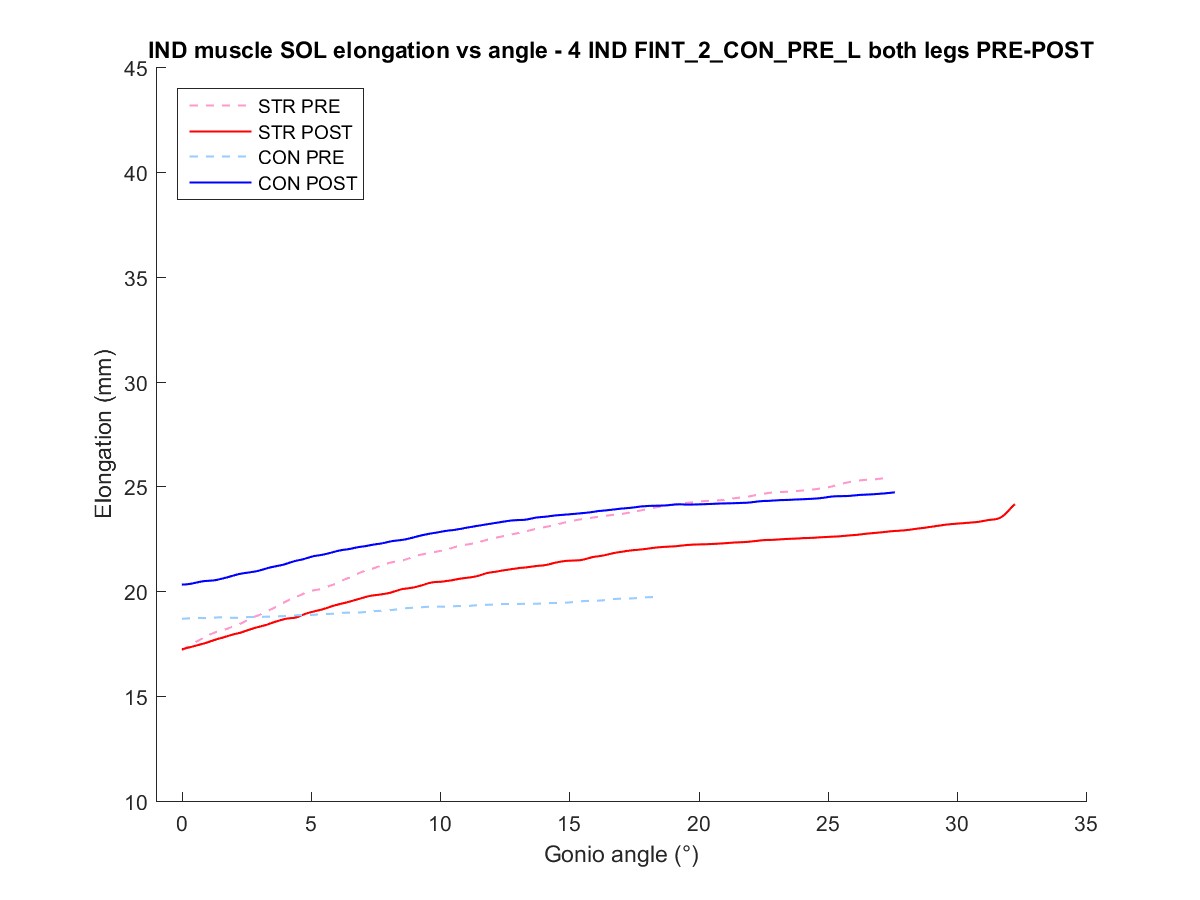 IND muscle SOL elongation vs angle - 4 IND FINT_2_CON_PRE_L both legs PRE-POST
45
40
35
30
25
20
15
10
Elongation (mm)
STR PRE
STR POST
CON PRE
CON POST
0 5 10 15 20 25 30 35
Gonio angle (°)